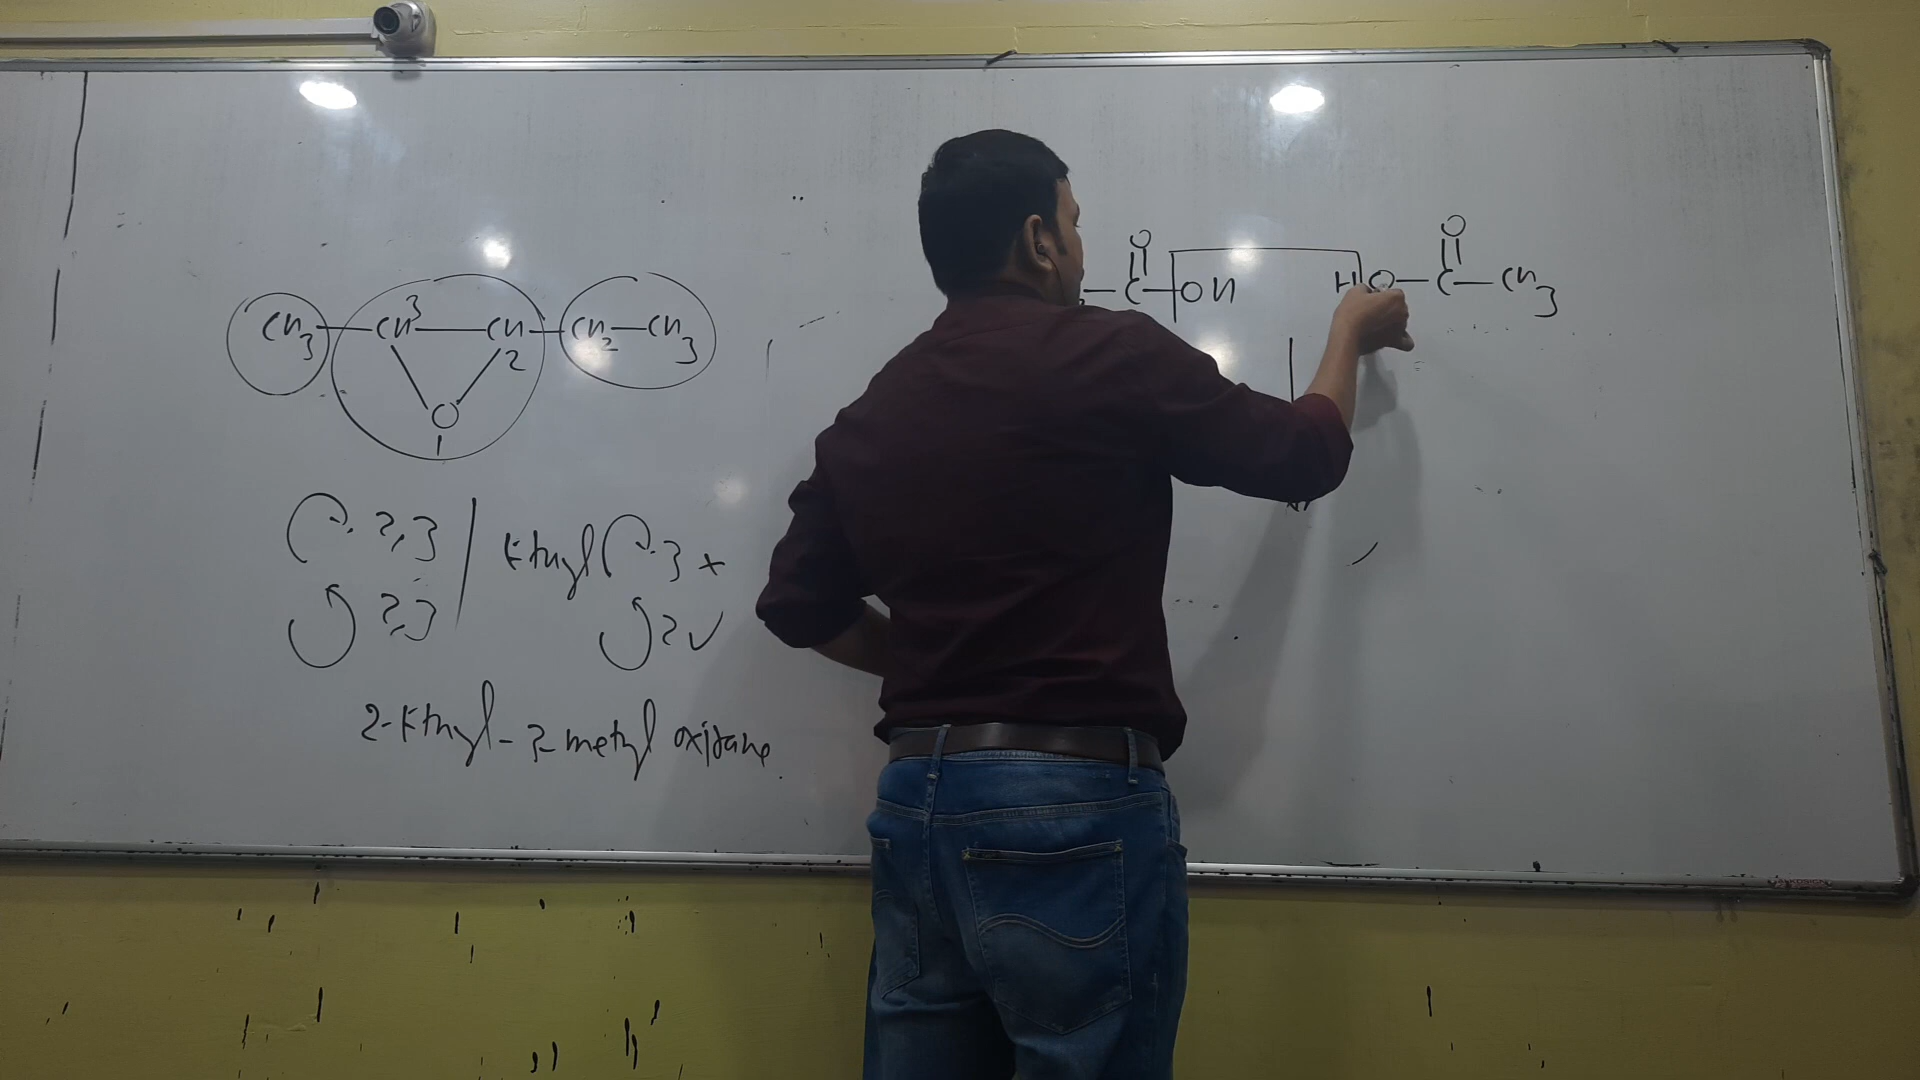 CH3 — CH 3 — CH 2 — CH2 — CH3
O
1
2,3
2,3
Ethyl 3 ×
2 ✓
2-Ethyl-3-methyl oxirane
O O
— C — OH HO — C — CH3